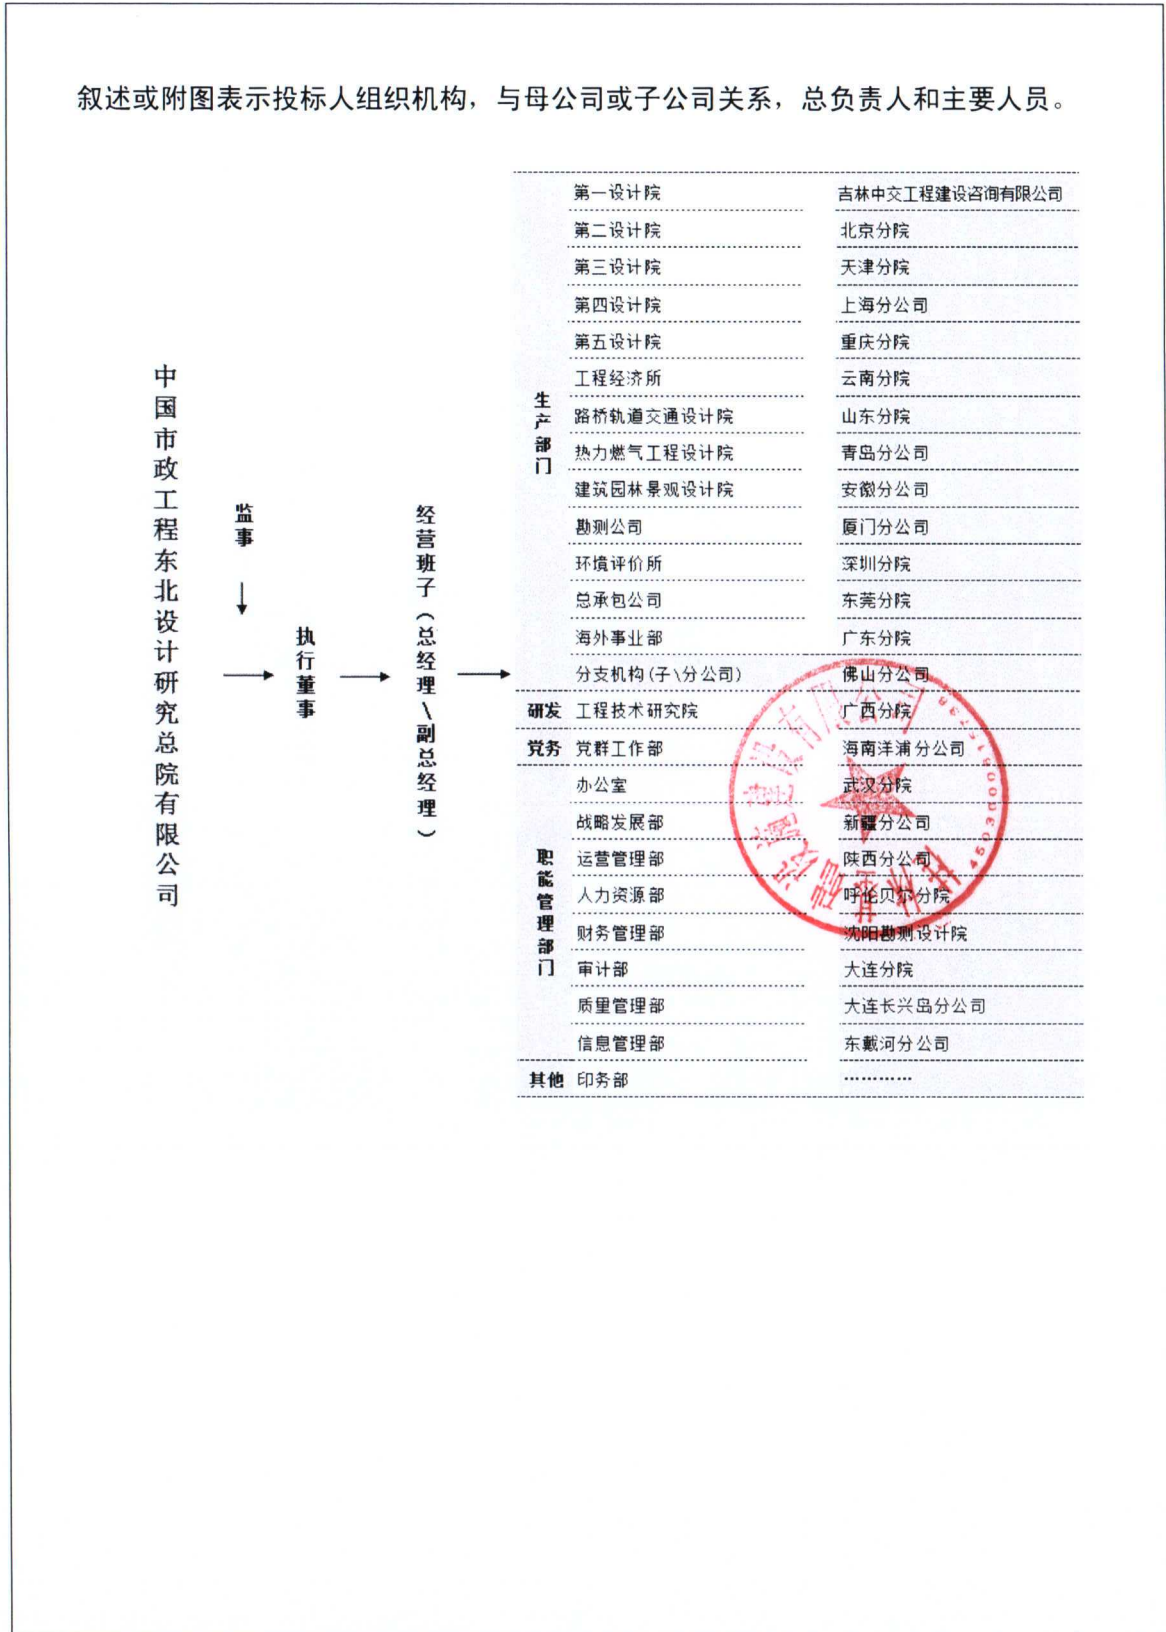 叙述或附图表示投标人组织机构，与母公司或子公司关系，总负责人和主要人员。
中国市政工程东北设计研究总院有限公司
监事
执行董事
经营班子（总经理\副总经理）
生产部门
第一设计院 吉林中交工程建设咨询有限公司
第二设计院 北京分院
第三设计院 天津分院
第四设计院 上海分公司
第五设计院 重庆分院
工程经济所 云南分院
路桥轨道交通设计院 山东分院
热力燃气工程设计院 青岛分公司
建筑园林景观设计院 安徽分公司
勘测公司 厦门分公司
环境评价所 深圳分院
总承包公司 东莞分院
海外事业部 广东分院
分支机构(子\分公司) 佛山分公司
研发 工程技术研究院 广西分院
党务 党群工作部 海南洋浦分公司
职能管理部门
办公室 武汉分院
战略发展部 新疆分公司
运营管理部 陕西分公司
人力资源部 呼伦贝尔分院
财务管理部 沈阳勘测设计院
审计部 大连分院
质里管理部 大连长兴岛分公司
信息管理部 东戴河分公司
其他 印务部 …………